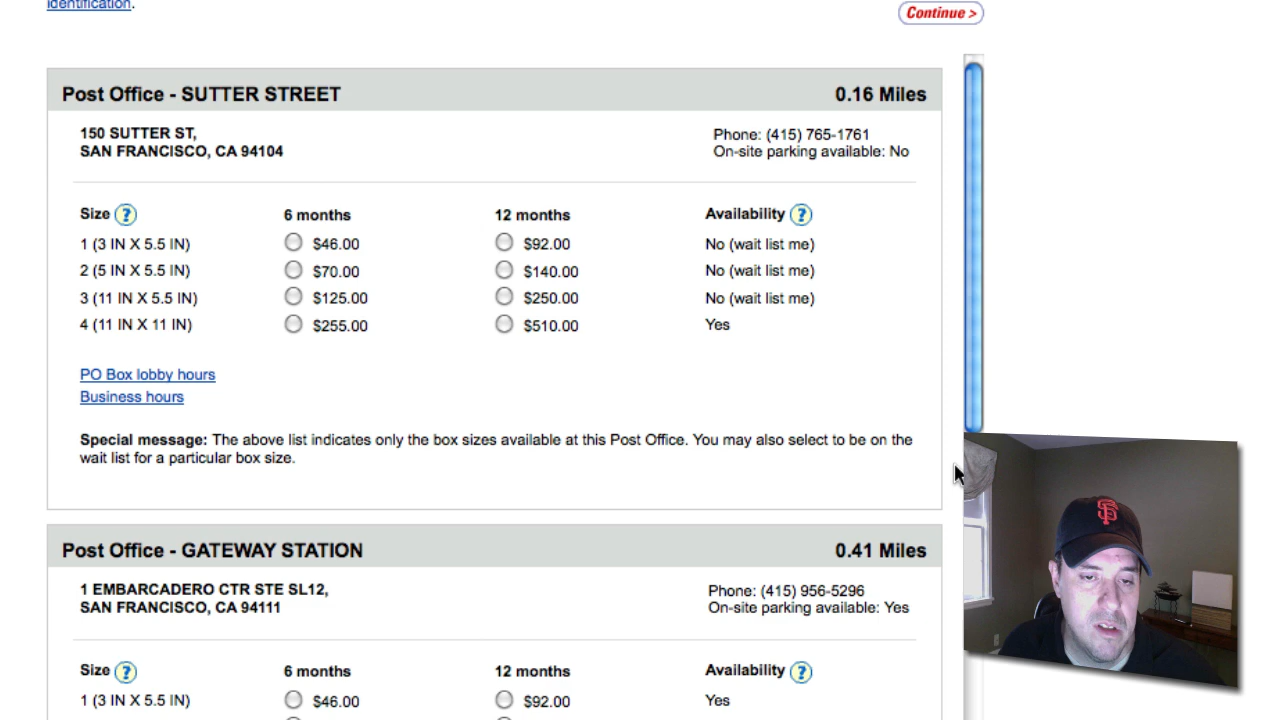 identification.
Continue >
Post Office - SUTTER STREET 0.16 Miles
150 SUTTER ST,
SAN FRANCISCO, CA 94104
Phone: (415) 765-1761
On-site parking available: No
Size ? 6 months 12 months Availability ?
1 (3 IN X 5.5 IN) $46.00 $92.00 No (wait list me)
2 (5 IN X 5.5 IN) $70.00 $140.00 No (wait list me)
3 (11 IN X 5.5 IN) $125.00 $250.00 No (wait list me)
4 (11 IN X 11 IN) $255.00 $510.00 Yes
PO Box lobby hours
Business hours
Special message: The above list indicates only the box sizes available at this Post Office. You may also select to be on the
wait list for a particular box size.
Post Office - GATEWAY STATION 0.41 Miles
1 EMBARCADERO CTR STE SL12,
SAN FRANCISCO, CA 94111
Phone: (415) 956-5296
On-site parking available: Yes
Size ? 6 months 12 months Availability ?
1 (3 IN X 5.5 IN) $46.00 $92.00 Yes
SF